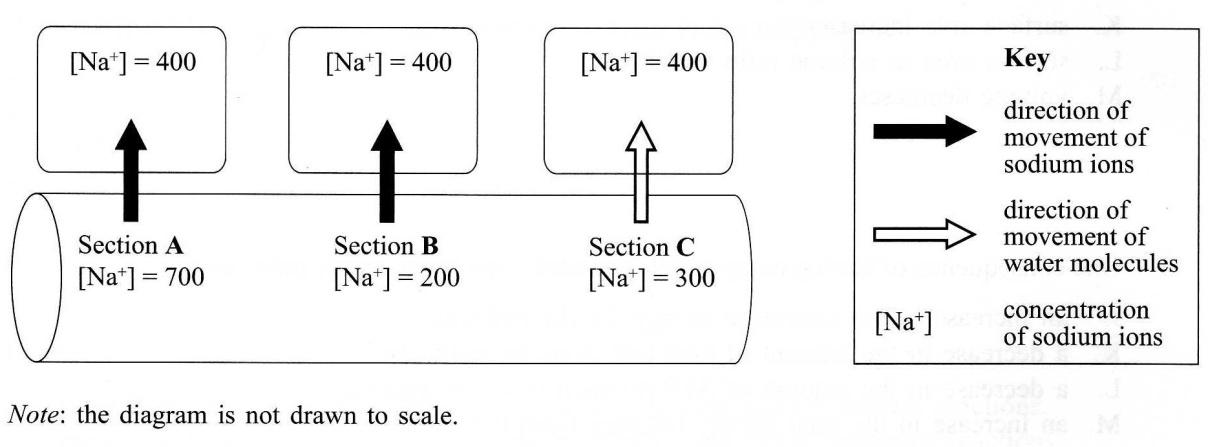 [Na⁺] = 400
[Na⁺] = 400
[Na⁺] = 400
Section A
[Na⁺] = 700
Section B
[Na⁺] = 200
Section C
[Na⁺] = 300
Key
direction of
movement of
sodium ions
direction of
movement of
water molecules
[Na⁺]
concentration
of sodium ions
Note: the diagram is not drawn to scale.